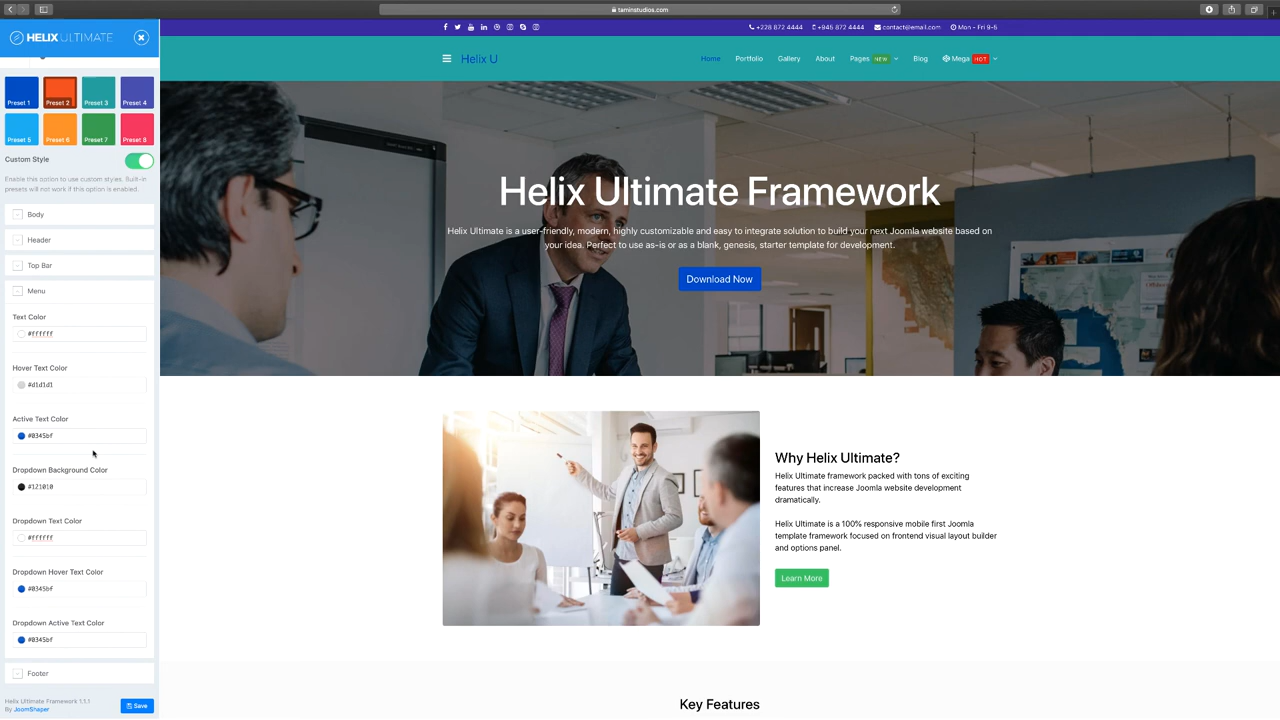 taminstudios.com
HELIX ULTIMATE
Preset 1
Preset 2
Preset 3
Preset 4
Preset 5
Preset 6
Preset 7
Preset 8
Custom Style
Enable this option to use custom styles. Built-in
presets will not work if this option is enabled.
Body
Header
Top Bar
Menu
Text Color
#ffffff
Hover Text Color
#d1d1d1
Active Text Color
#0345bf
Dropdown Background Color
#121010
Dropdown Text Color
#ffffff
Dropdown Hover Text Color
#0345bf
Dropdown Active Text Color
#0345bf
Footer
Helix Ultimate Framework 1.1.1
By JoomShaper
Save
+228 872 4444
+945 872 4444
contact@email.com
Mon - Fri 9-5
Helix U
Home
Portfolio
Gallery
About
Pages NEW
Blog
Mega HOT
Helix Ultimate Framework
Helix Ultimate is a user-friendly, modern, highly customizable and easy to integrate solution to build your next Joomla website based on
your idea. Perfect to use as-is or as a blank, genesis, starter template for development.
Download Now
Why Helix Ultimate?
Helix Ultimate framework packed with tons of exciting
features that increase Joomla website development
dramatically.
Helix Ultimate is a 100% responsive mobile first Joomla
template framework focused on frontend visual layout builder
and options panel.
Learn More
Key Features